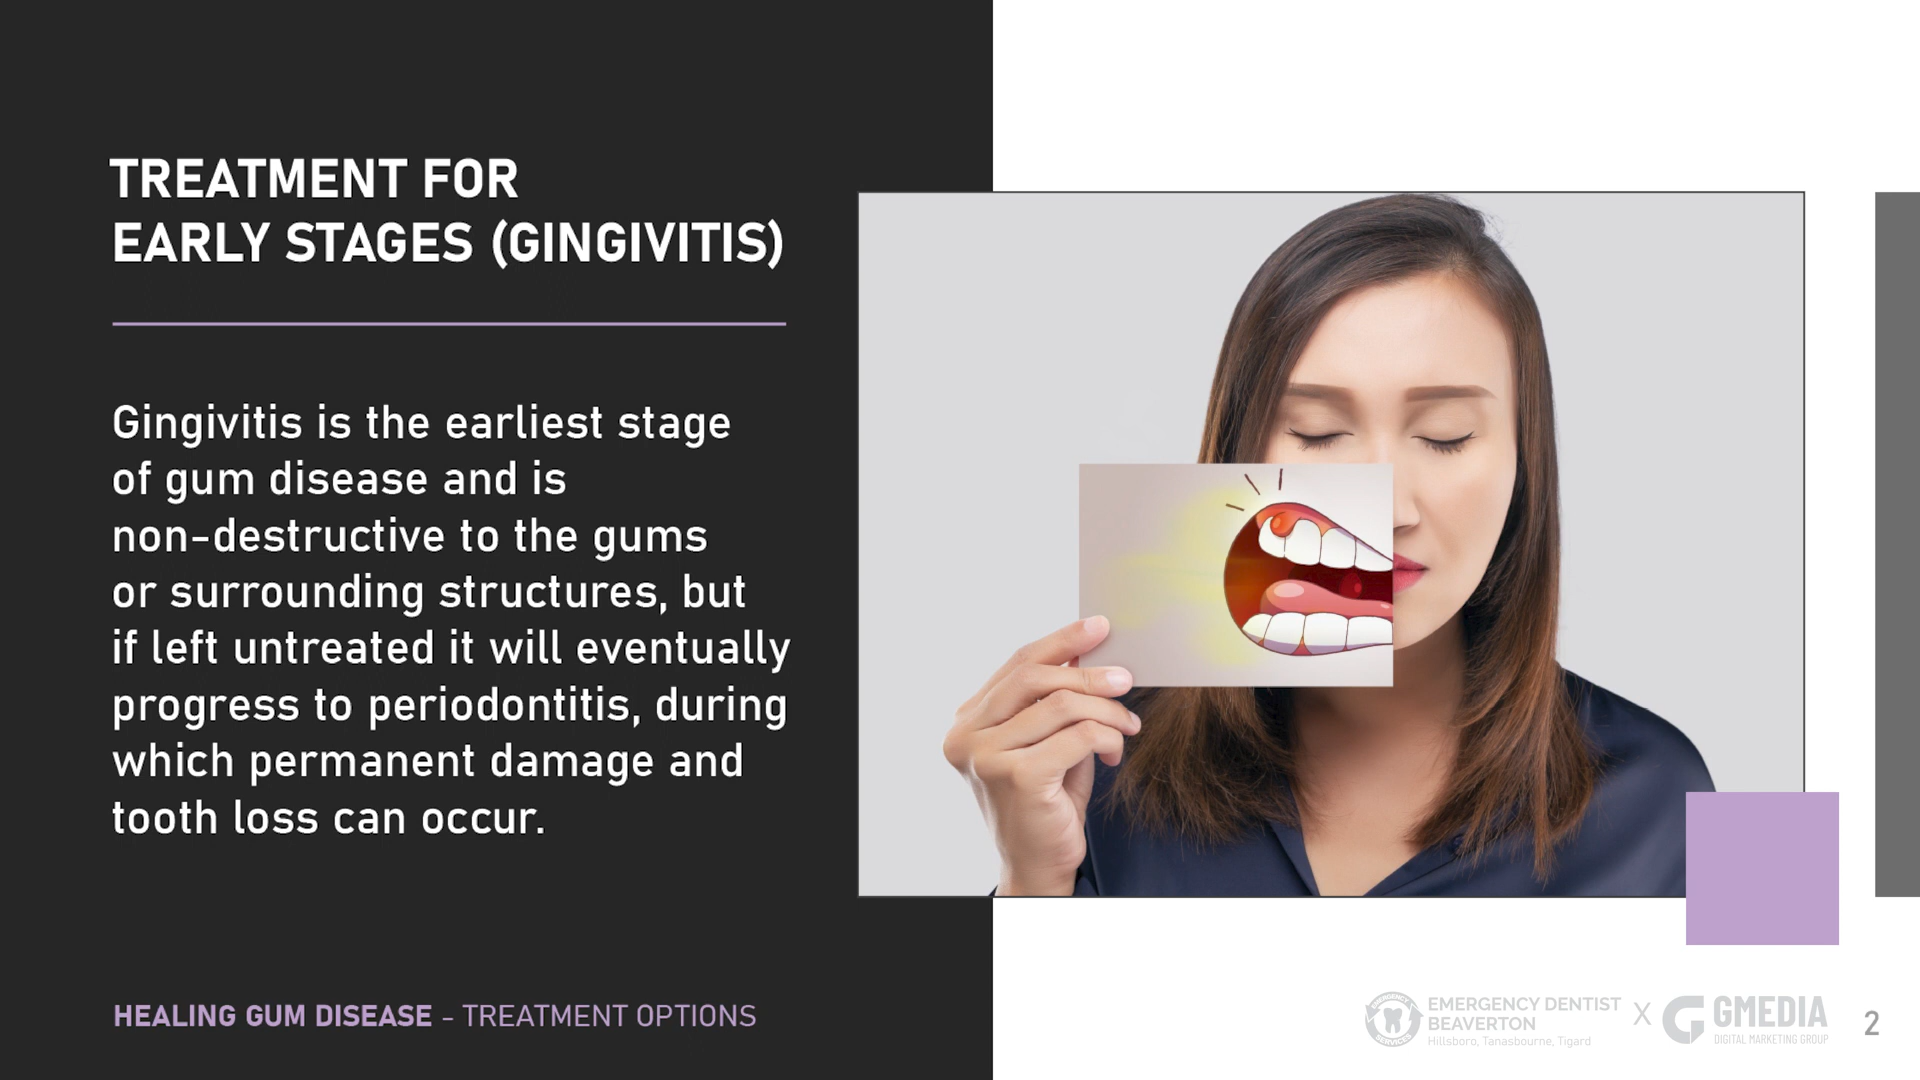 TREATMENT FOR
EARLY STAGES (GINGIVITIS)
Gingivitis is the earliest stage
of gum disease and is
non-destructive to the gums
or surrounding structures, but
if left untreated it will eventually
progress to periodontitis, during
which permanent damage and
tooth loss can occur.
HEALING GUM DISEASE - TREATMENT OPTIONS
EMERGENCY
SERVICES
EMERGENCY DENTIST
BEAVERTON
Hillsboro, Tanasbourne, Tigard
X
GMEDIA
DIGITAL MARKETING GROUP
2